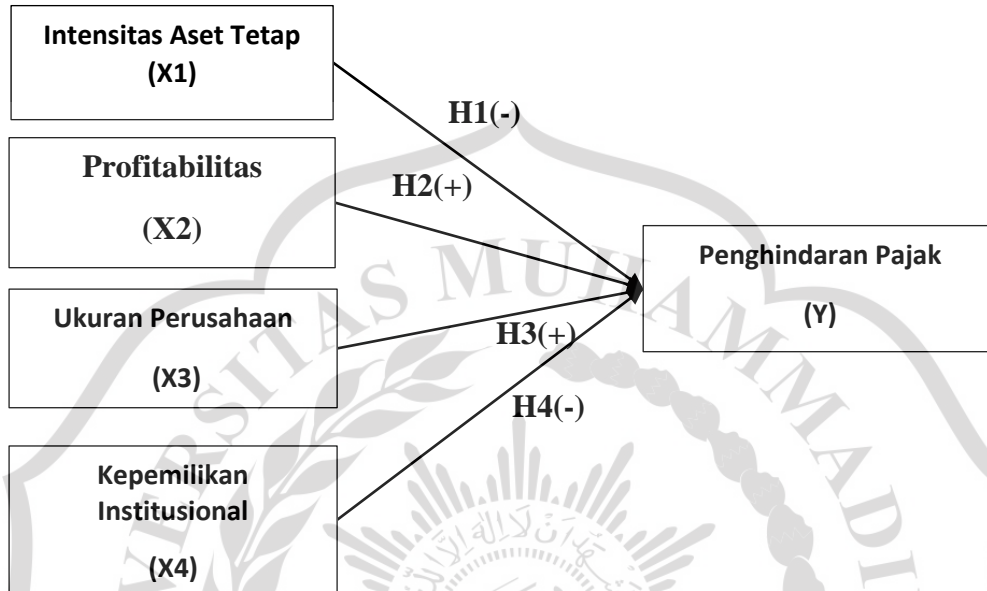 Intensitas Aset Tetap
(X1)
H1(-)
Profitabilitas
(X2)
H2(+)
Penghindaran Pajak
(Y)
Ukuran Perusahaan
(X3)
H3(+)
H4(-)
Kepemilikan
Institusional
(X4)